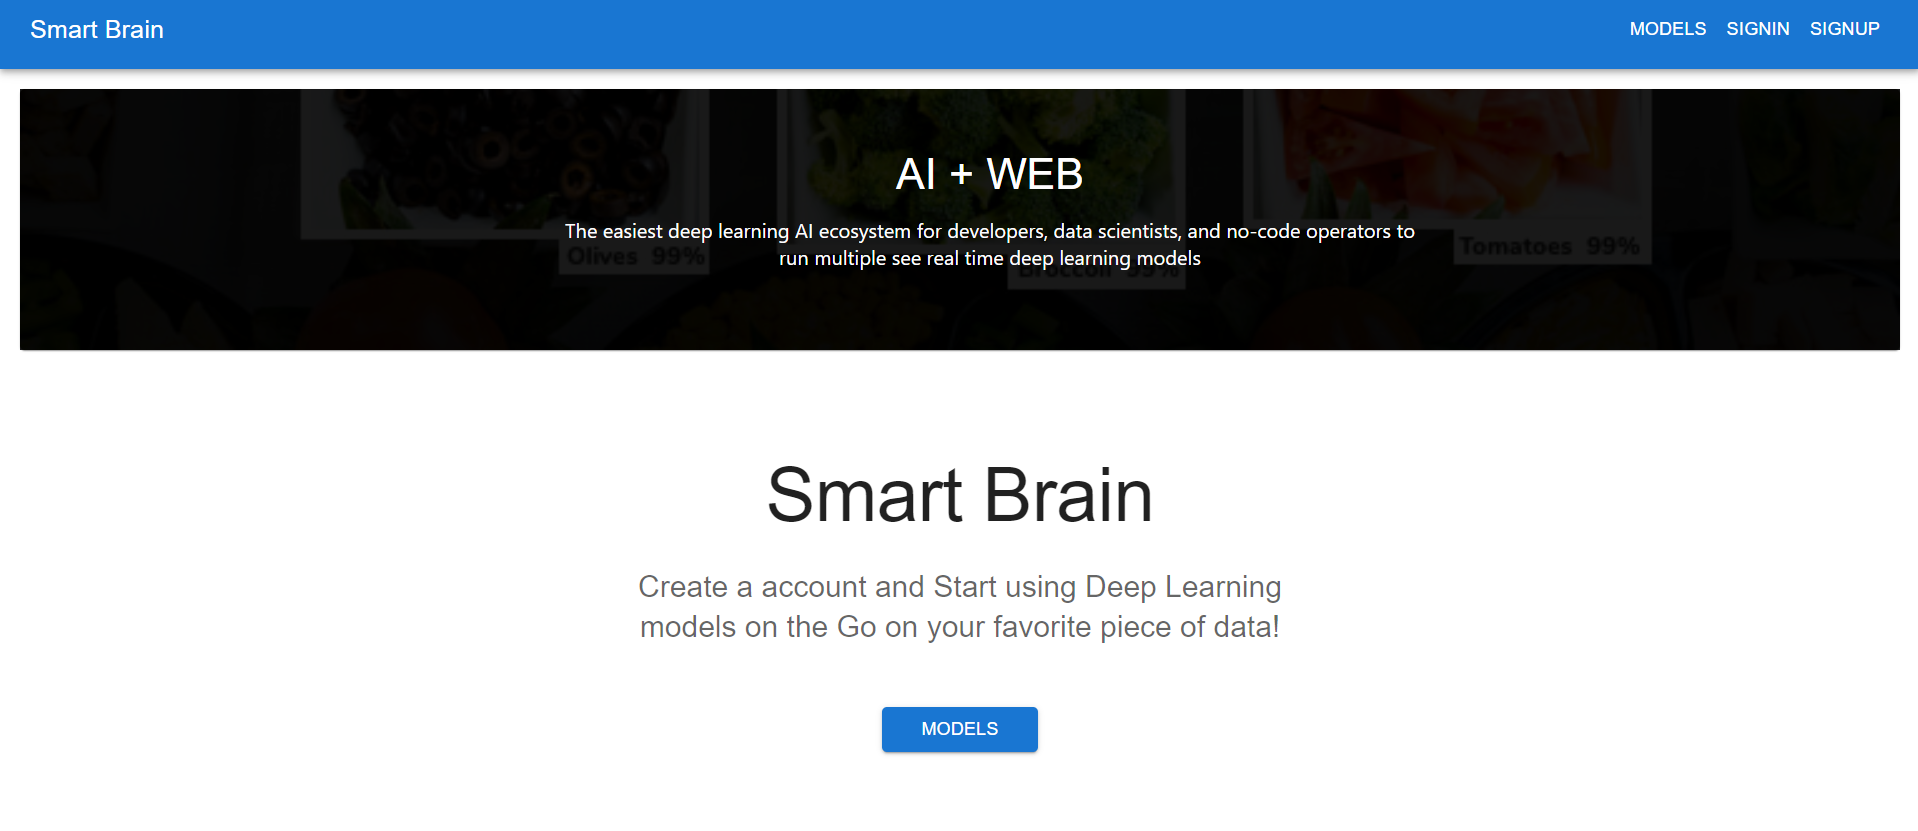 Smart Brain
MODELS SIGNIN SIGNUP
AI + WEB
The easiest deep learning AI ecosystem for developers, data scientists, and no-code operators to
run multiple see real time deep learning models
Olives 99%
Broccoli 99%
Tomatoes 99%
Smart Brain
Create a account and Start using Deep Learning
models on the Go on your favorite piece of data!
MODELS